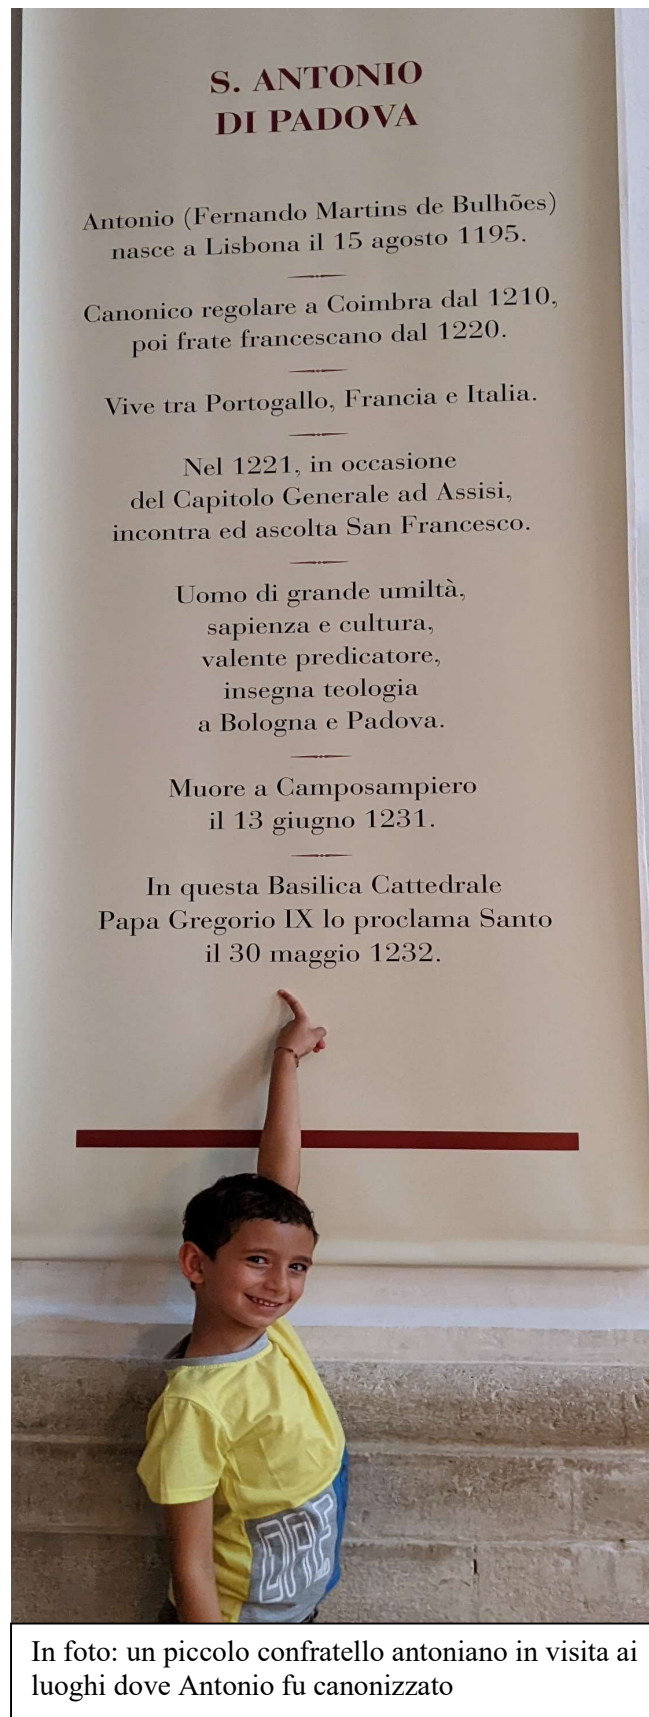 S. ANTONIO
DI PADOVA
Antonio (Fernando Martins de Bulhões)
nasce a Lisbona il 15 agosto 1195.
Canonico regolare a Coimbra dal 1210,
poi frate francescano dal 1220.
Vive tra Portogallo, Francia e Italia.
Nel 1221, in occasione
del Capitolo Generale ad Assisi,
incontra ed ascolta San Francesco.
Uomo di grande umiltà,
sapienza e cultura,
valente predicatore,
insegna teologia
a Bologna e Padova.
Muore a Camposampiero
il 13 giugno 1231.
In questa Basilica Cattedrale
Papa Gregorio IX lo proclama Santo
il 30 maggio 1232.
In foto: un piccolo confratello antoniano in visita ai
luoghi dove Antonio fu canonizzato